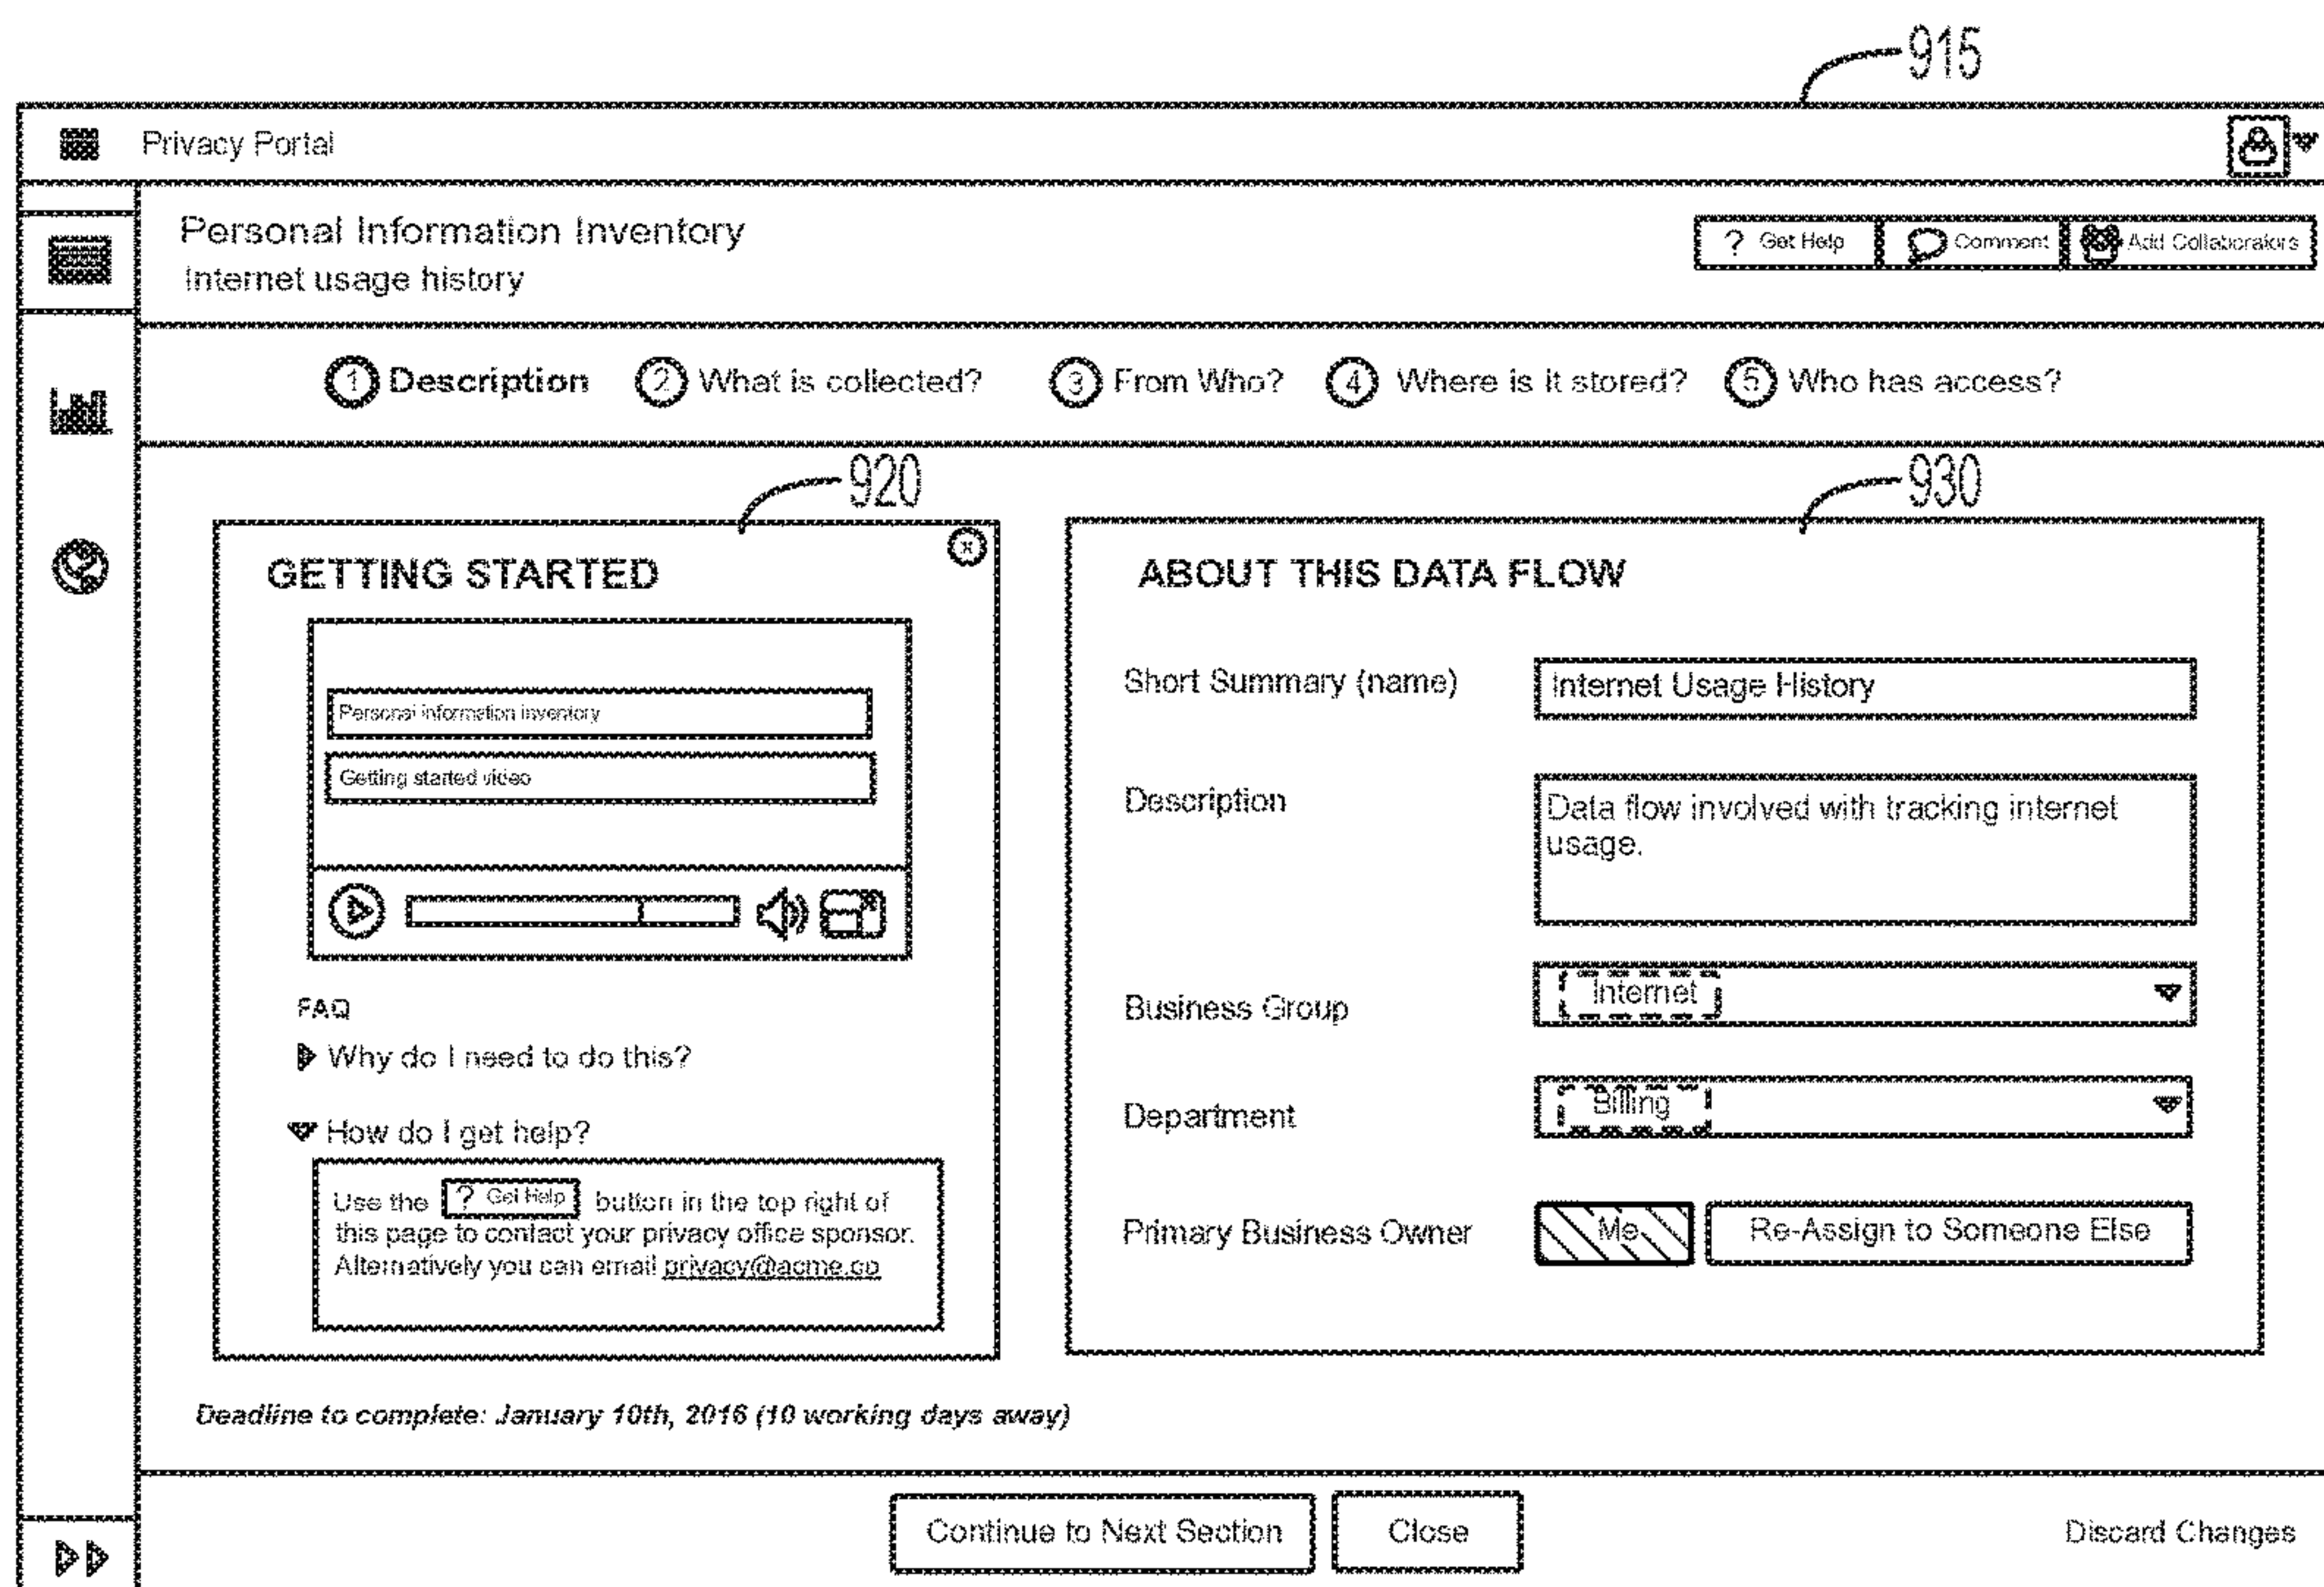 915
Privacy Portal
Personal Information Inventory
Internet usage history
? Get Help
Comment
Add Collaborators
1 Description
2 What is collected?
3 From Who?
4 Where is it stored?
5 Who has access?
920
GETTING STARTED
x
Personal information inventory
Getting started video
FAQ
Why do I need to do this?
How do I get help?
Use the ? Get Help button in the top right of
this page to contact your privacy office sponsor.
Alternatively you can email privacy@acme.co
930
ABOUT THIS DATA FLOW
Short Summary (name)
Internet Usage History
Description
Data flow involved with tracking internet
usage.
Business Group
Internet
Department
Billing
Primary Business Owner
Me
Re-Assign to Someone Else
Deadline to complete: January 10th, 2016 (10 working days away)
Continue to Next Section
Close
Discard Changes